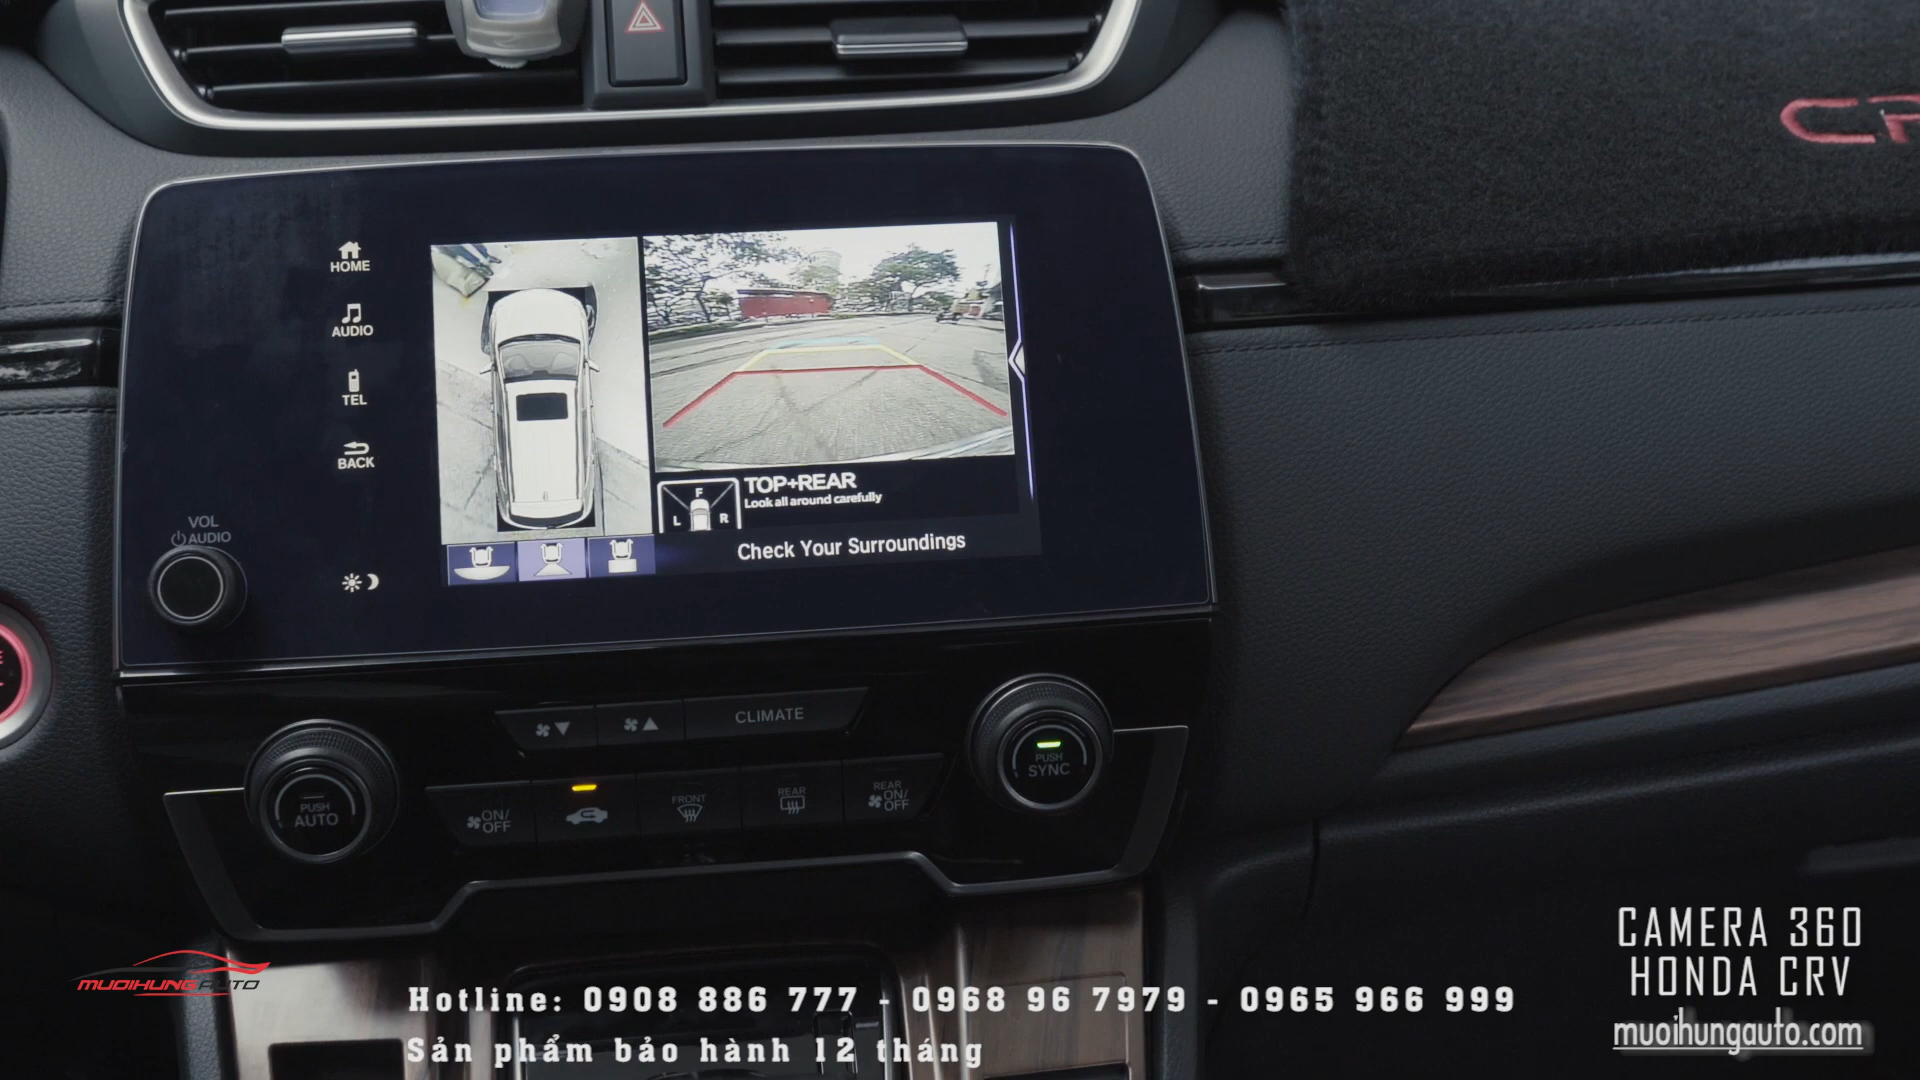 CR
HOME
AUDIO
TEL
BACK
VOL
AUDIO
F
L
R
TOP+REAR
Look all around carefully
Check Your Surroundings
CLIMATE
PUSH
AUTO
ON/
OFF
FRONT
REAR
REAR
ON/
OFF
PUSH
SYNC
MUOIHUNGAUTO
Hotline: 0908 886 777 - 0968 96 7979 - 0965 966 999
Sản phẩm bảo hành 12 tháng
CAMERA 360
HONDA CRV
muoihungauto.com